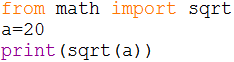 from math import sqrt
a=20
print(sqrt(a))